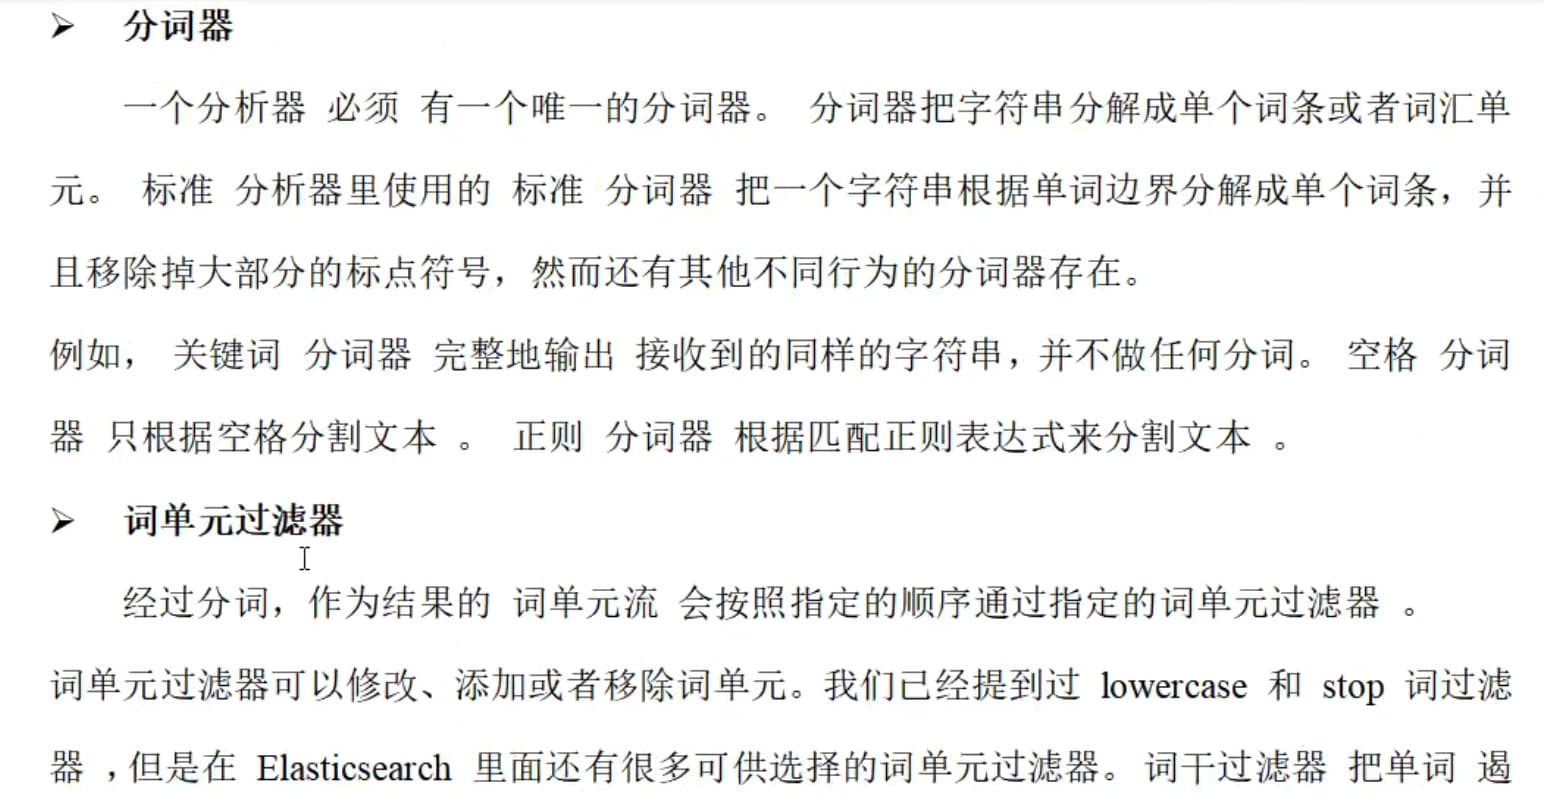 ➢ 分词器
一个分析器 必须 有一个唯一的分词器。 分词器把字符串分解成单个词条或者词汇单
元。 标准 分析器里使用的 标准 分词器 把一个字符串根据单词边界分解成单个词条，并
且移除掉大部分的标点符号，然而还有其他不同行为的分词器存在。
例如， 关键词 分词器 完整地输出 接收到的同样的字符串，并不做任何分词。 空格 分词
器 只根据空格分割文本 。 正则 分词器 根据匹配正则表达式来分割文本 。
➢ 词单元过滤器
经过分词，作为结果的 词单元流 会按照指定的顺序通过指定的词单元过滤器 。
词单元过滤器可以修改、添加或者移除词单元。我们已经提到过 lowercase 和 stop 词过滤
器 ，但是在 Elasticsearch 里面还有很多可供选择的词单元过滤器。 词干过滤器 把单词 遏